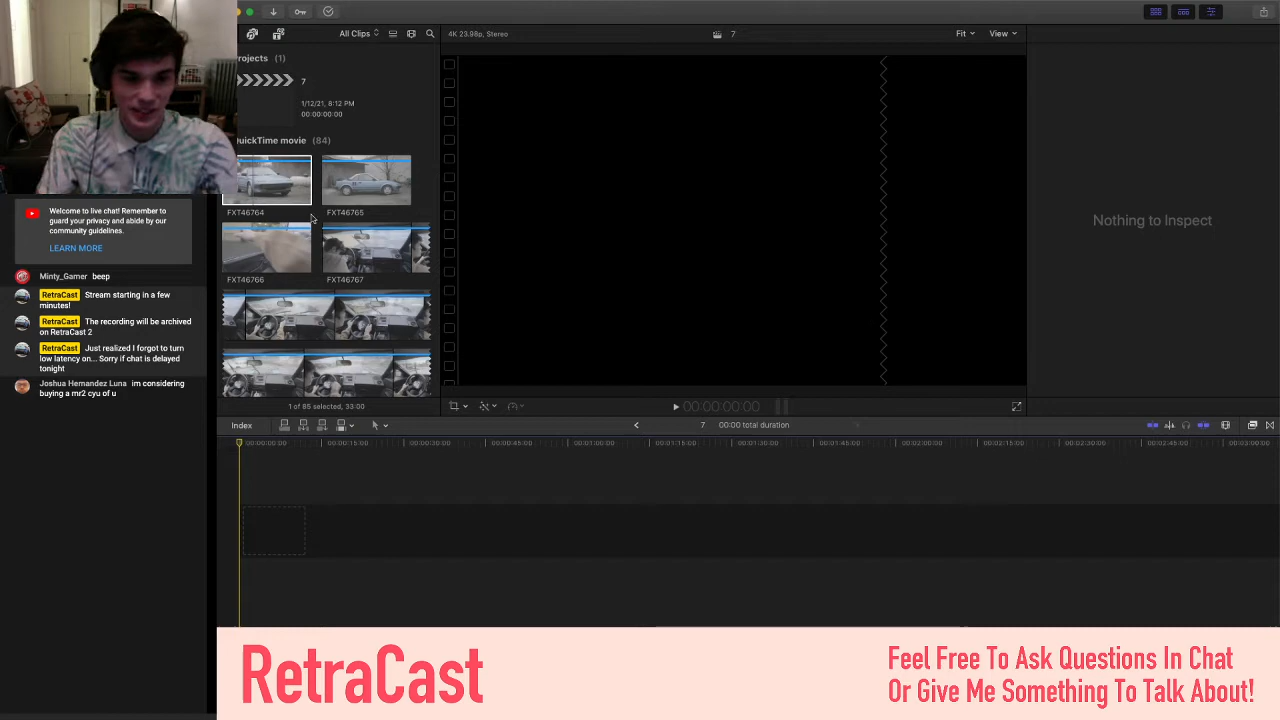 All Clips
4K 23.98p, Stereo
7
Fit
View
rojects (1)
7
1/12/21, 8:12 PM
00:00:00:00
uickTime movie (84)
FXT46764
FXT46765
FXT46766
FXT46767
1 of 85 selected, 33:00
Nothing to Inspect
00:00:00:00
Welcome to live chat! Remember to
guard your privacy and abide by our
community guidelines.
LEARN MORE
Minty_Gamer beep
RetraCast Stream starting in a few
minutes!
RetraCast The recording will be archived
on RetraCast 2
RetraCast Just realized I forgot to turn
low latency on... Sorry if chat is delayed
tonight
Joshua Hernandez Luna im considering
buying a mr2 cyu of u
Index
7
00:00 total duration
00:00:00:00
00:00:15:00
00:00:30:00
00:00:45:00
00:01:00:00
00:01:15:00
00:01:30:00
00:01:45:00
00:02:00:00
00:02:15:00
00:02:30:00
00:02:45:00
00:03:00:00
RetraCast
Feel Free To Ask Questions In Chat
Or Give Me Something To Talk About!